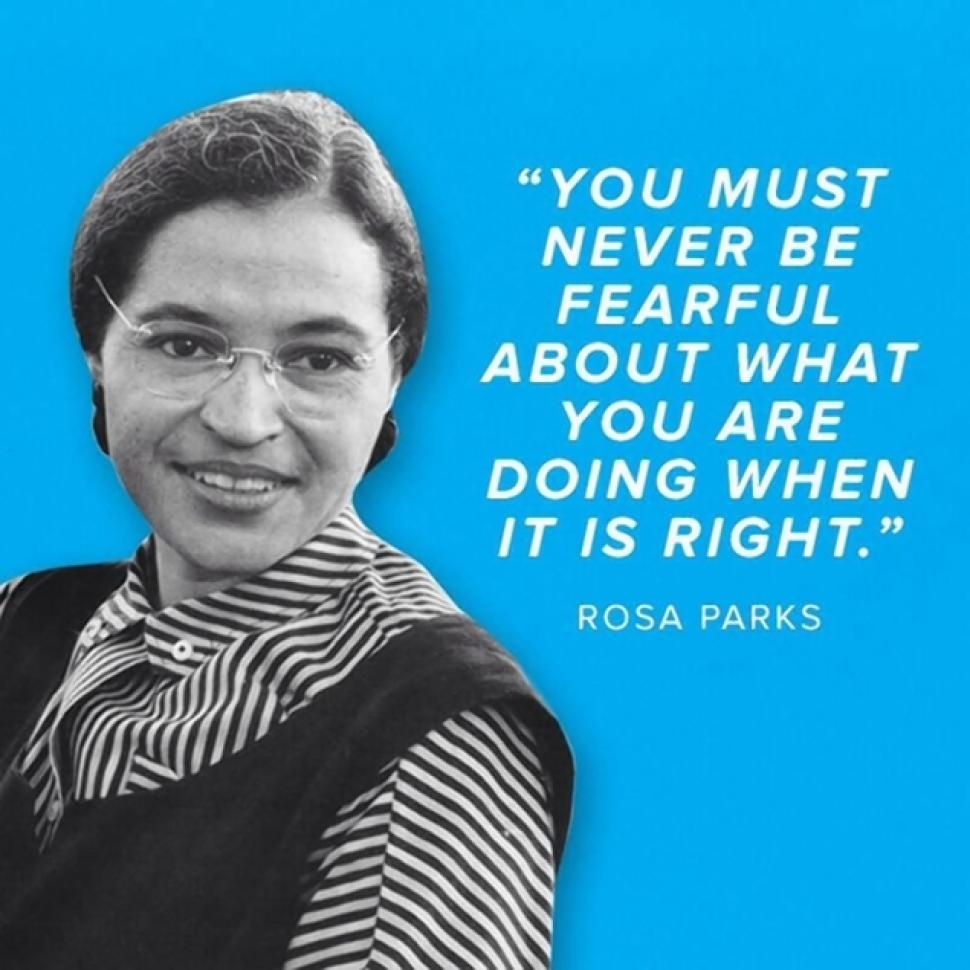 “YOU MUST
NEVER BE
FEARFUL
ABOUT WHAT
YOU ARE
DOING WHEN
IT IS RIGHT.”
ROSA PARKS